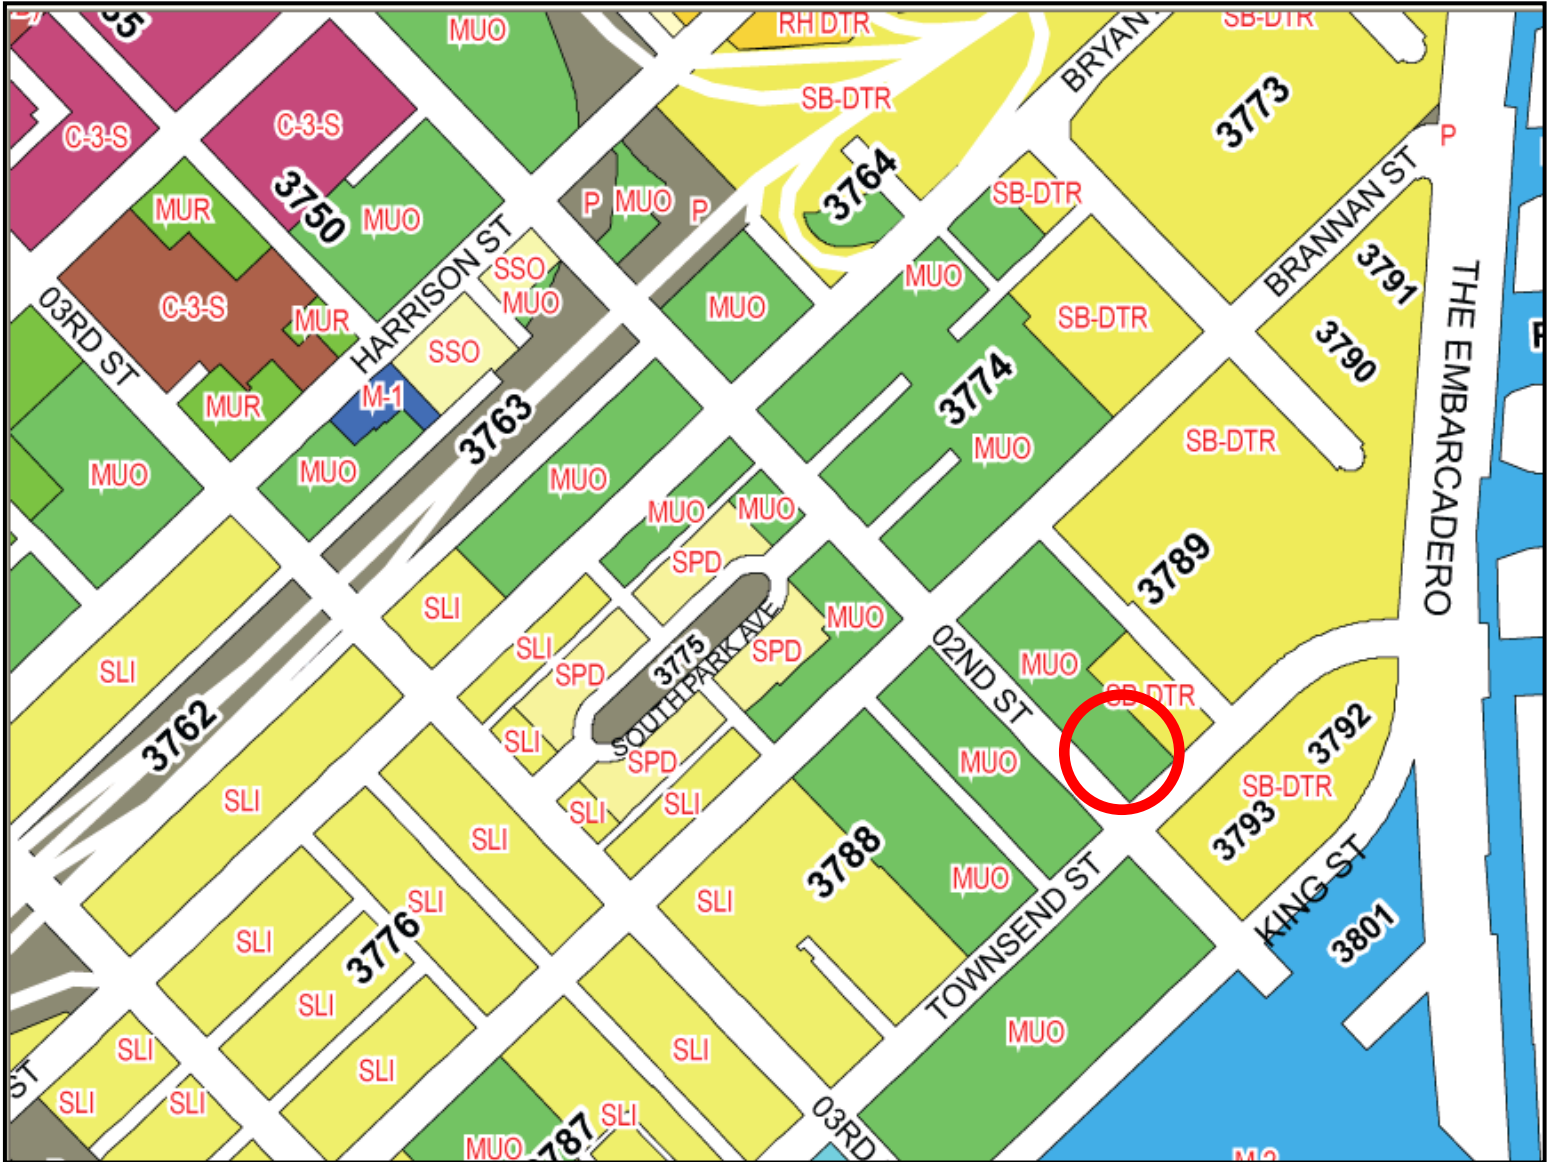 MUO
RH DTR
SB-DTR
BRYAN
SB-DTR
3773
C-3-S
C-3-S
P
3764
BRANNAN ST
MUR
3750
MUO
P
MUO
P
SB-DTR
HARRISON ST
SSO
MUO
MUO
MUO
3791
THE EMBARCADERO
03RD ST
C-3-S
MUR
SSO
SB-DTR
3790
M-1
MUR
3763
3774
MUO
SB-DTR
MUO
MUO
MUO
MUO
MUO
SPD
3789
SLI
MUO
SLI
SPD
3775
SOUTH PARK AVE
SPD
02ND ST
MUO
SLI
SB-DTR
3762
SLI
SPD
MUO
3792
SLI
SLI
SLI
SB-DTR
3793
SLI
3788
MUO
KING ST
SLI
SLI
TOWNSEND ST
3801
SLI
3776
SLI
MUO
SLI
SLI
SLI
ST
SLI
SLI
SLI
03RD
MUO
3787